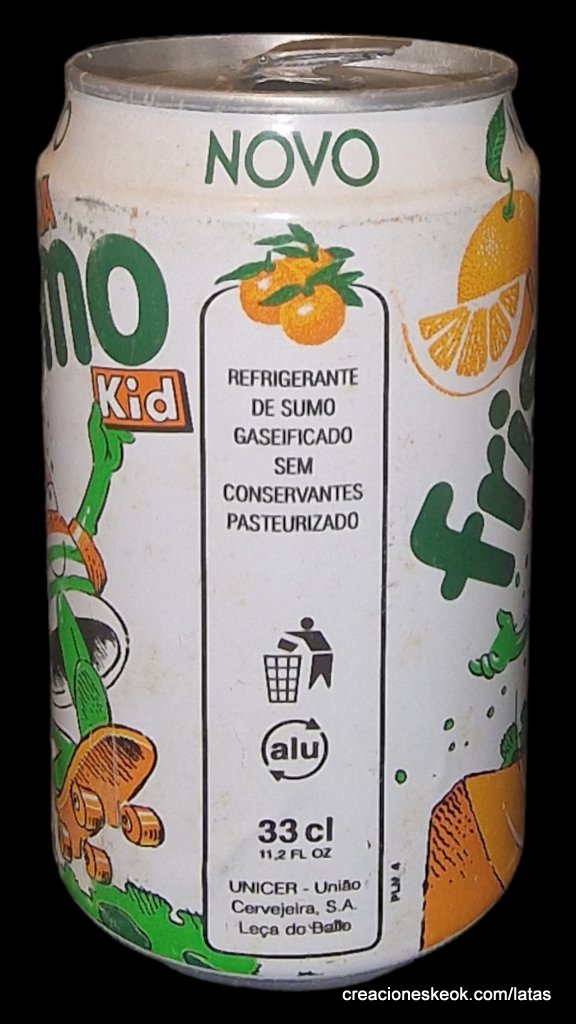 NOVO
mo
Kid
REFRIGERANTE
DE SUMO
GASEIFICADO
SEM
CONSERVANTES
PASTEURIZADO
alu
33 cl
11,2 FL OZ
UNICER - União
Cervejeira, S.A.
Leça do Balio
PLM 4
fri
creacioneskeok.com/latas